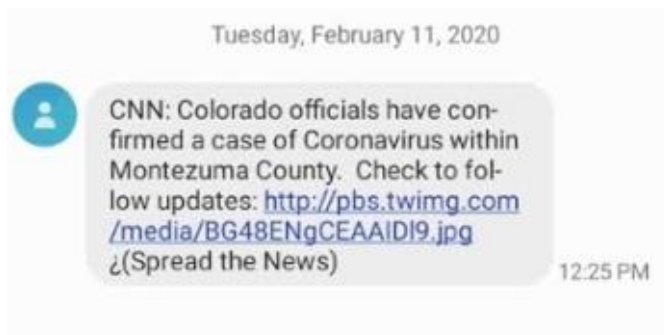 Tuesday, February 11, 2020
CNN: Colorado officials have con-
firmed a case of Coronavirus within
Montezuma County.  Check to fol-
low updates: http://pbs.twimg.com
/media/BG48ENgCEAAIDl9.jpg
¿(Spread the News)
12:25 PM